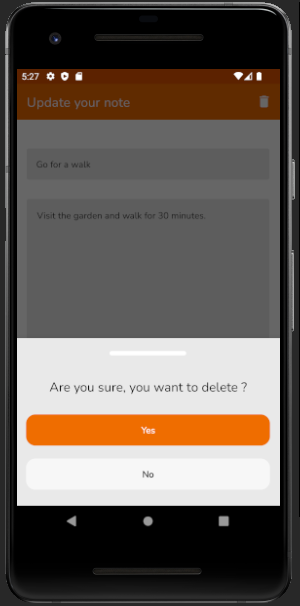 5:27
Update your note
Go for a walk
Visit the garden and walk for 30 minutes.
Are you sure, you want to delete ?
Yes
No